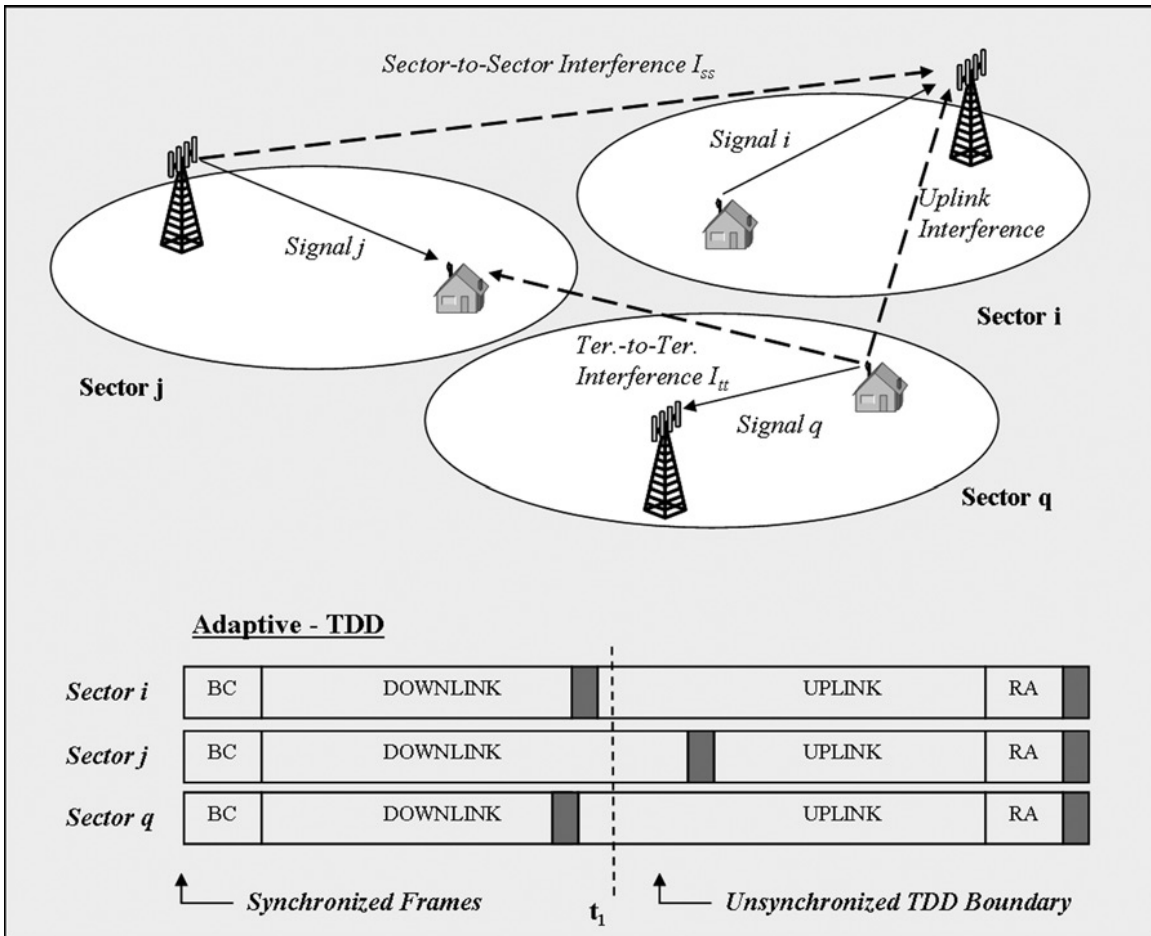 Sector-to-Sector Interference Iss
Signal i
Uplink
Interference
Signal j
Sector i
Ter.-to-Ter.
Interference Itt
Sector j
Signal q
Sector q
Adaptive - TDD
Sector i BC DOWNLINK UPLINK RA
Sector j BC DOWNLINK UPLINK RA
Sector q BC DOWNLINK UPLINK RA
Synchronized Frames t1 Unsynchronized TDD Boundary